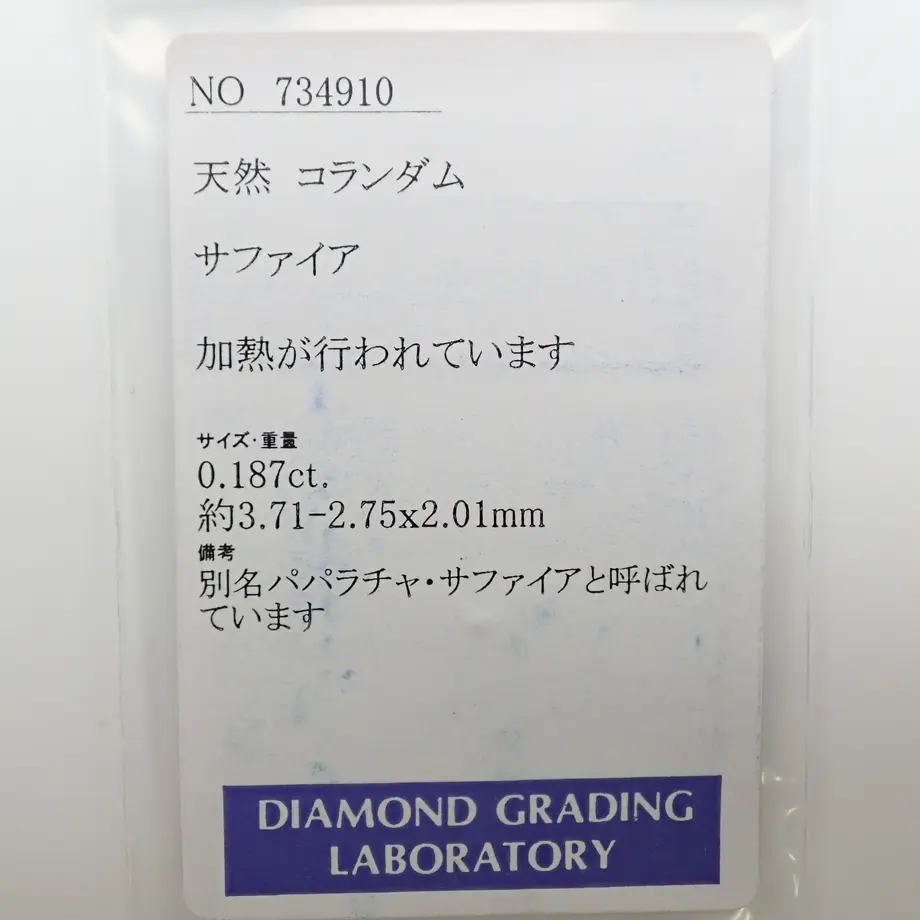 NO 734910
天然 コランダム
サファイア
加熱が行われています
サイズ・重量
0.187ct.
約3.71-2.75x2.01mm
備考
別名パパラチャ・サファイアと呼ばれ
ています
DIAMOND GRADING
LABORATORY